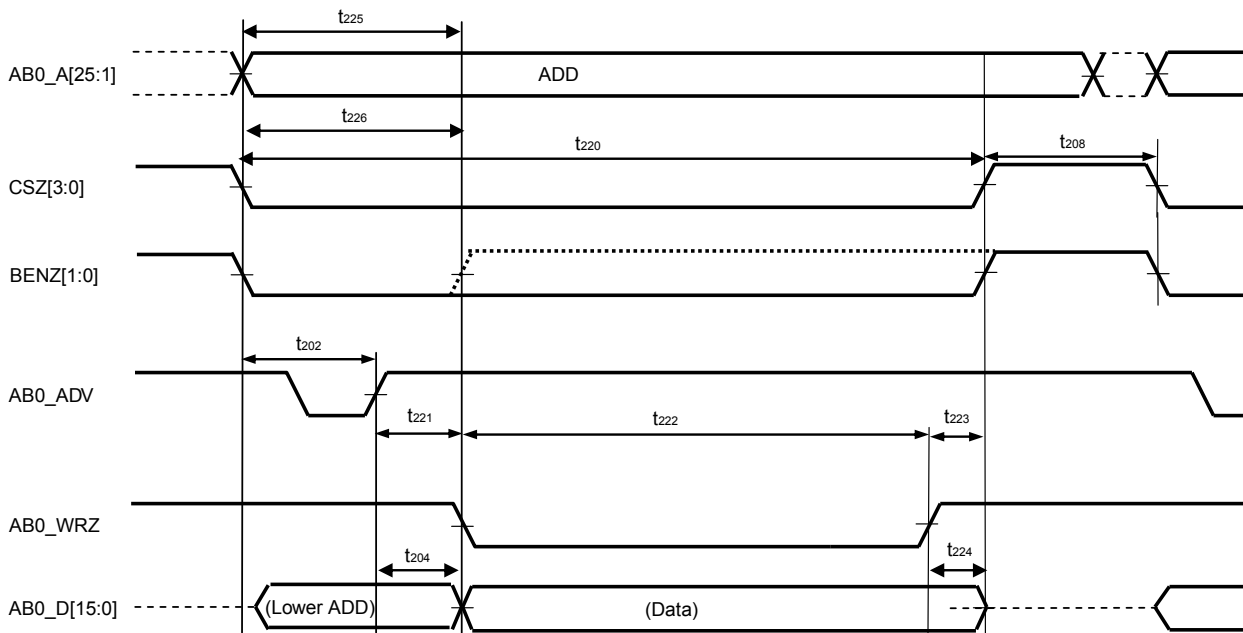 t225
AB0_A[25:1]
ADD
t226
t220
t208
CSZ[3:0]
BENZ[1:0]
t202
AB0_ADV
t221
t222
t223
AB0_WRZ
t204
t224
AB0_D[15:0]
(Lower ADD)
(Data)